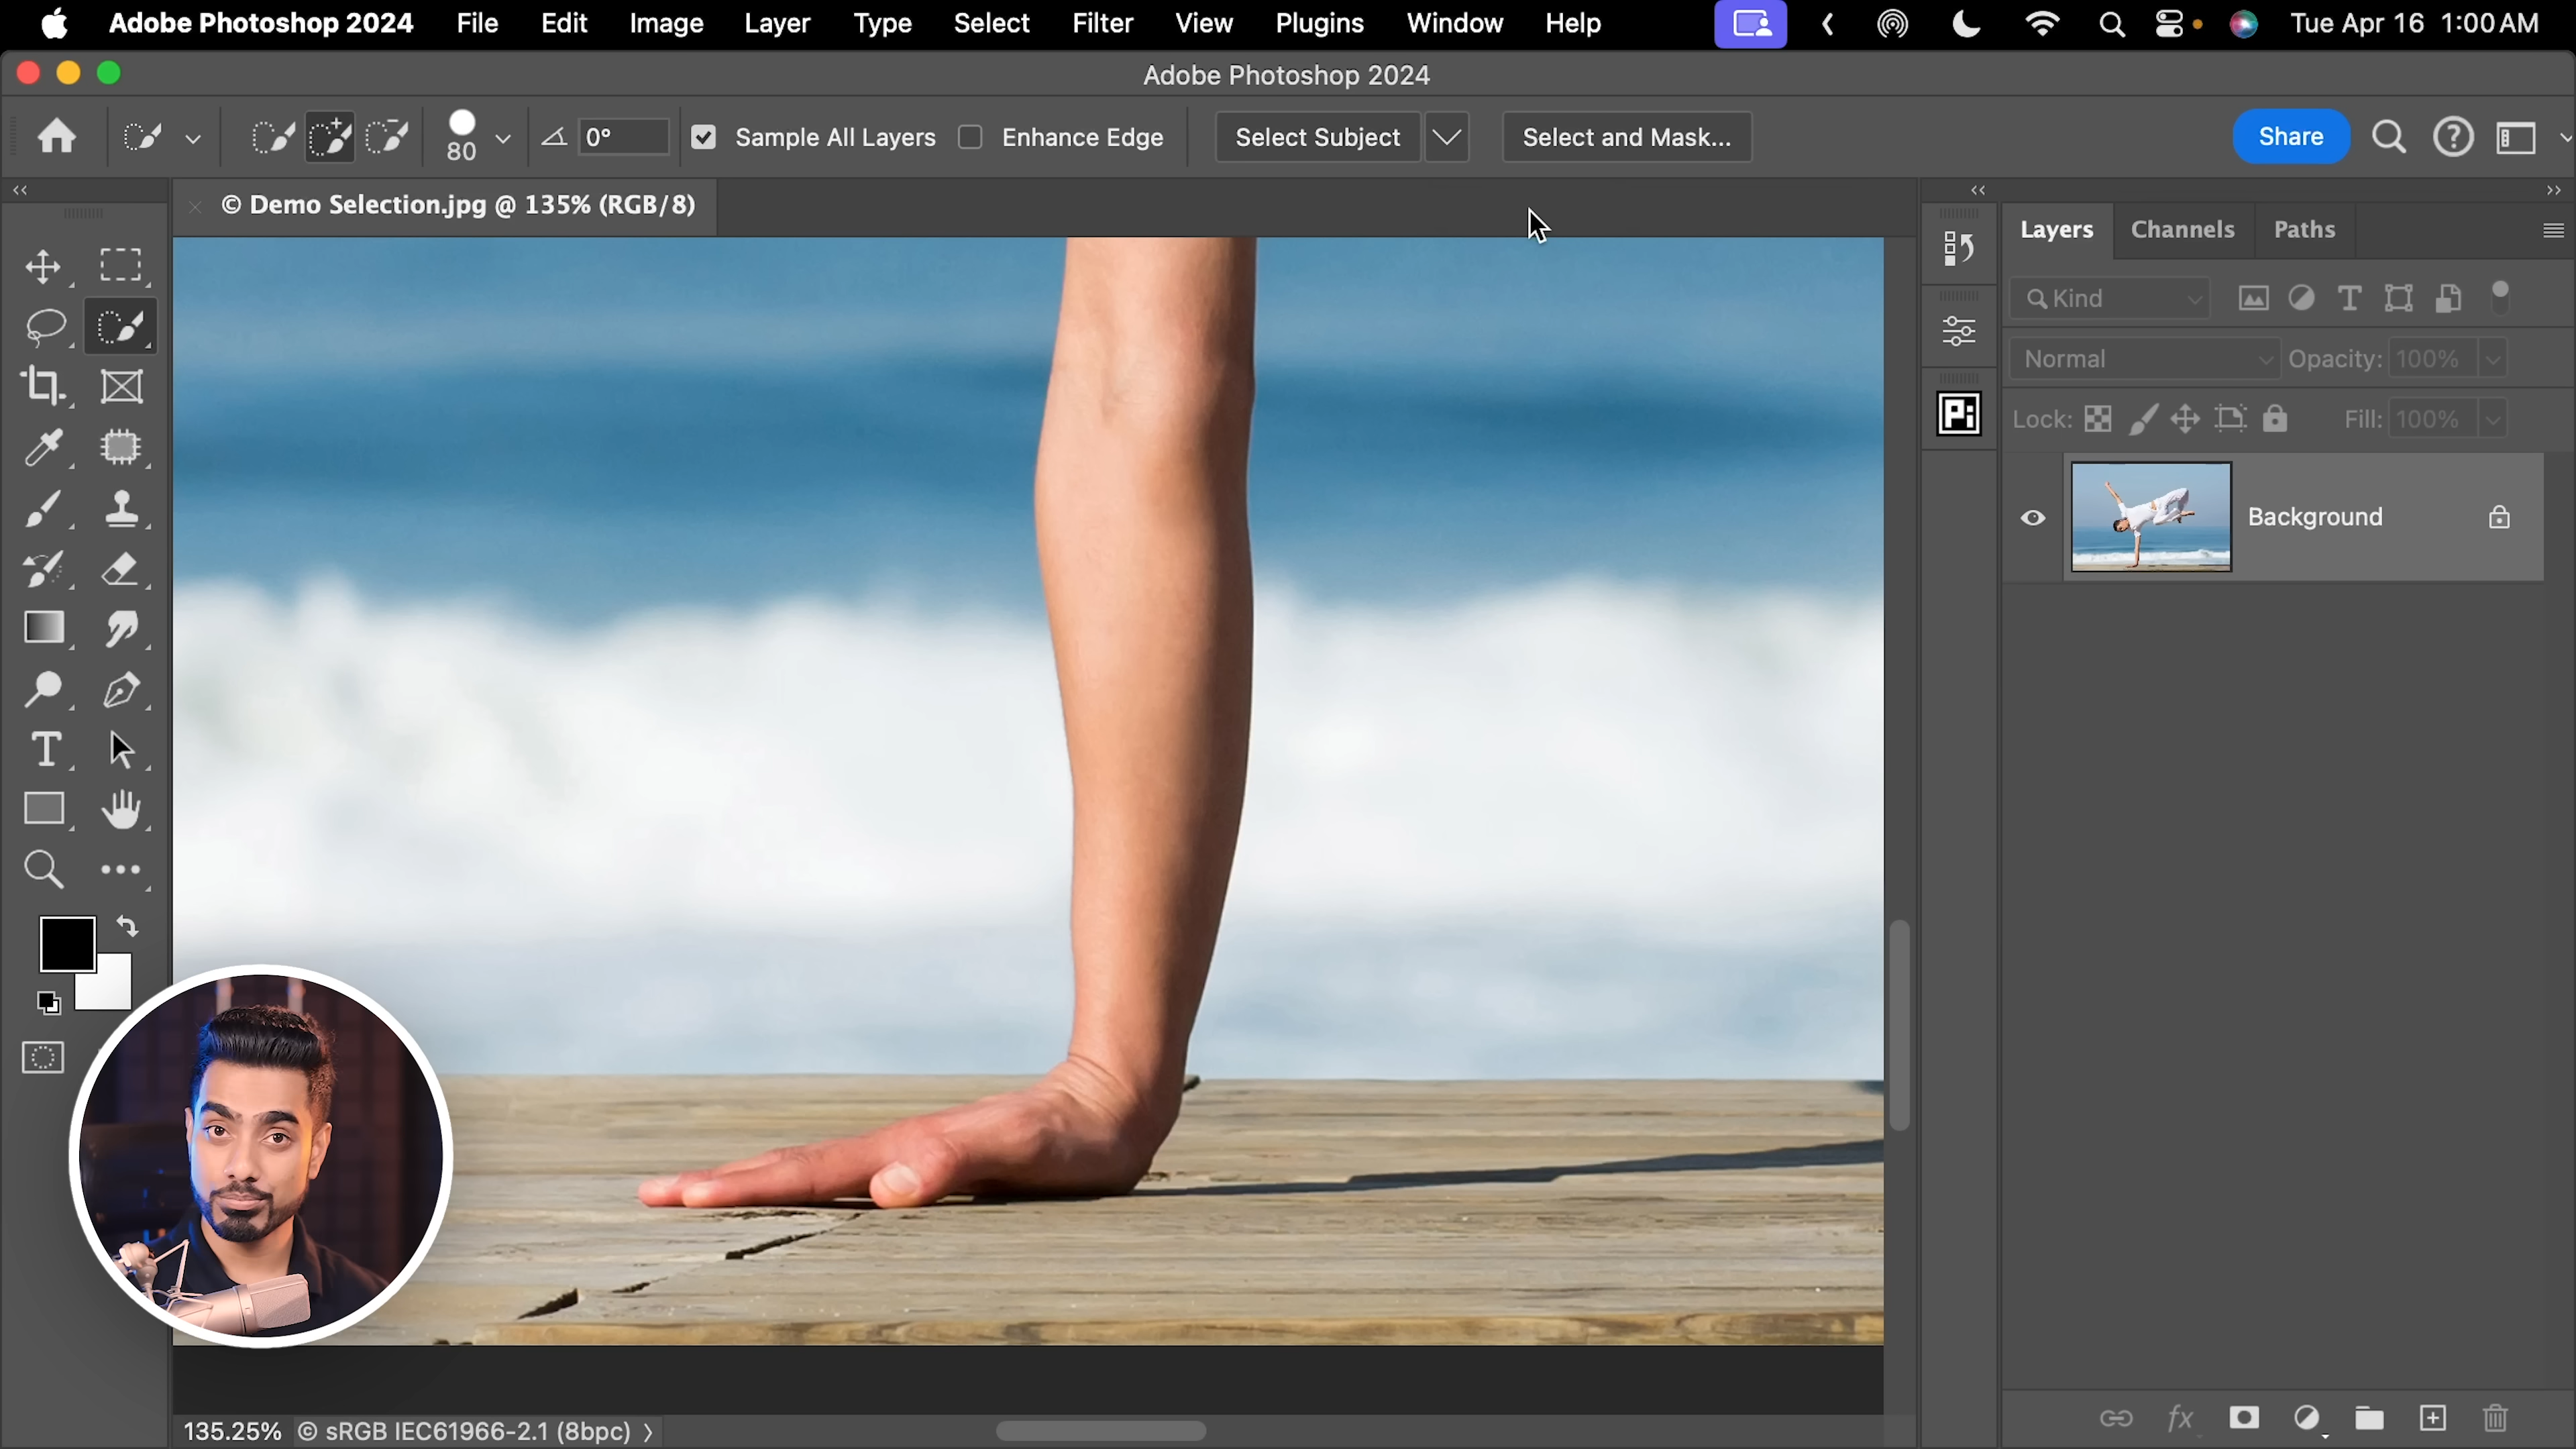 Adobe Photoshop 2024 File Edit Image Layer Type Select Filter View Plugins Window Help Tue Apr 16 1:00 AM
Adobe Photoshop 2024
80 0° Sample All Layers Enhance Edge Select Subject Select and Mask... Share
© Demo Selection.jpg @ 135% (RGB/8)
Layers Channels Paths
Kind
Normal Opacity: 100%
Lock: Fill: 100%
Pi
Background
135.25% © sRGB IEC61966-2.1 (8bpc)
fx